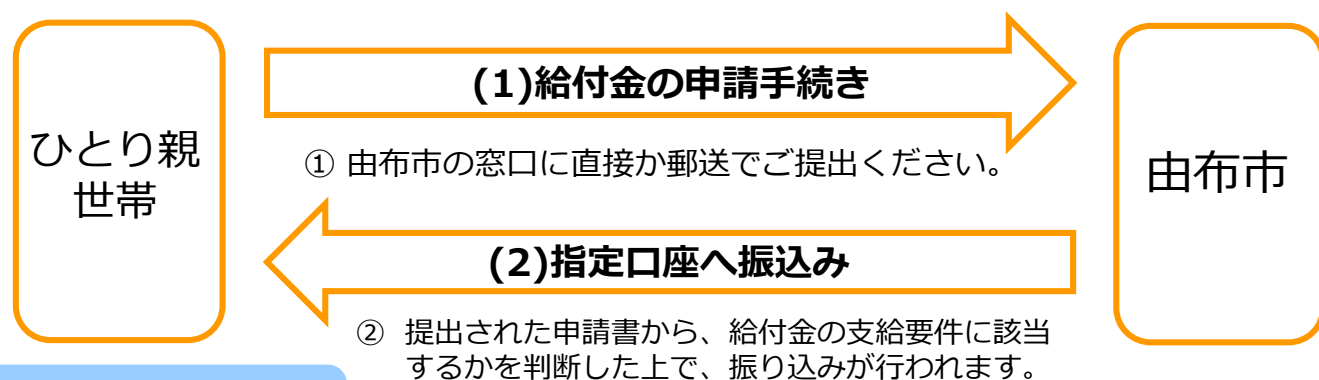 ひとり親
世帯
(1)給付金の申請手続き
① 由布市の窓口に直接か郵送でご提出ください。
(2)指定口座へ振込み
② 提出された申請書から、給付金の支給要件に該当
するかを判断した上で、振り込みが行われます。
由布市